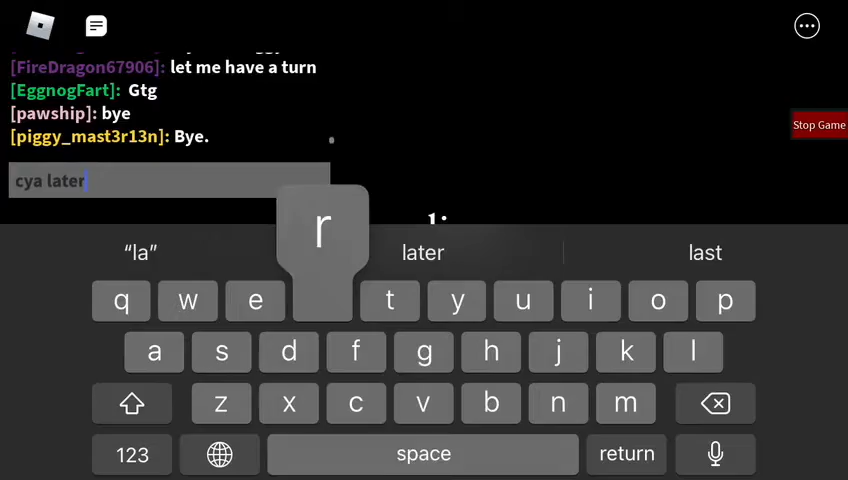 [FireDragon67906]: let me have a turn
[EggnogFart]: Gtg
[pawship]: bye
[piggy_mast3r13n]: Bye.
Stop Game
cya later
r
“la” later last
q w e t y u i o p
a s d f g h j k l
z x c v b n m
123 space return